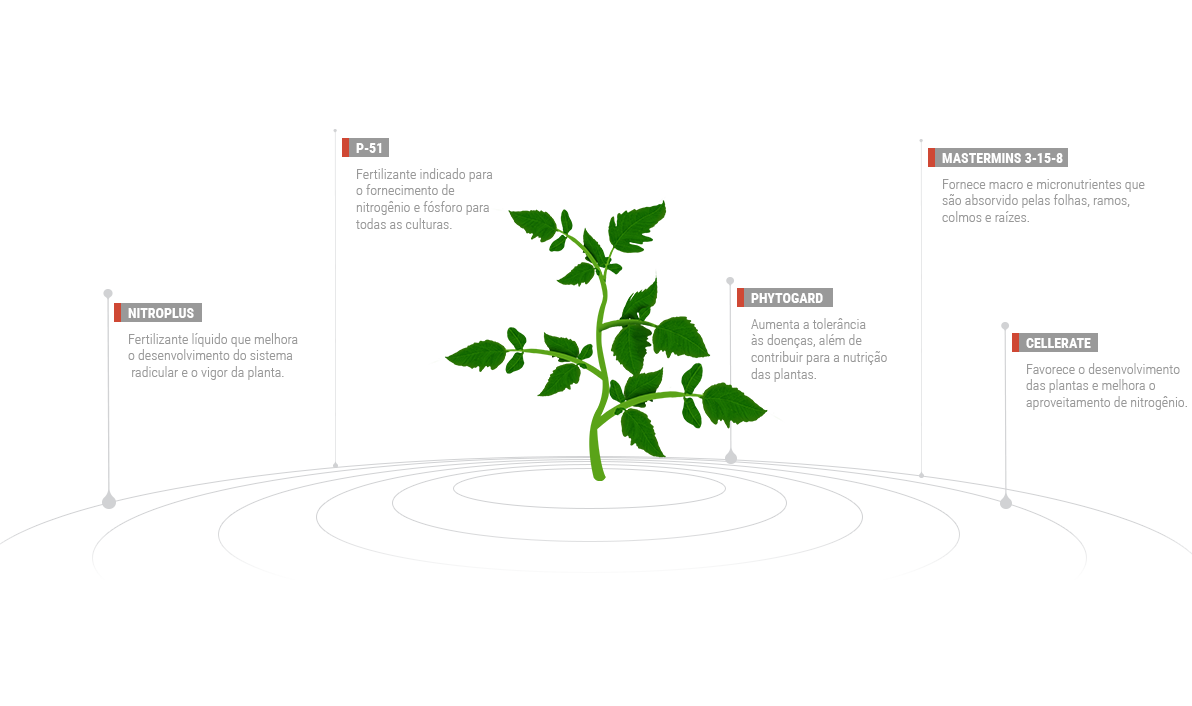 P-51
Fertilizante indicado para
o fornecimento de
nitrogênio e fósforo para
todas as culturas.
MASTERMINS 3-15-8
Fornece macro e micronutrientes que
são absorvido pelas folhas, ramos,
colmos e raízes.
NITROPLUS
Fertilizante líquido que melhora
o desenvolvimento do sistema
radicular e o vigor da planta.
PHYTOGARD
Aumenta a tolerância
às doenças, além de
contribuir para a nutrição
das plantas.
CELLERATE
Favorece o desenvolvimento
das plantas e melhora o
aproveitamento de nitrogênio.